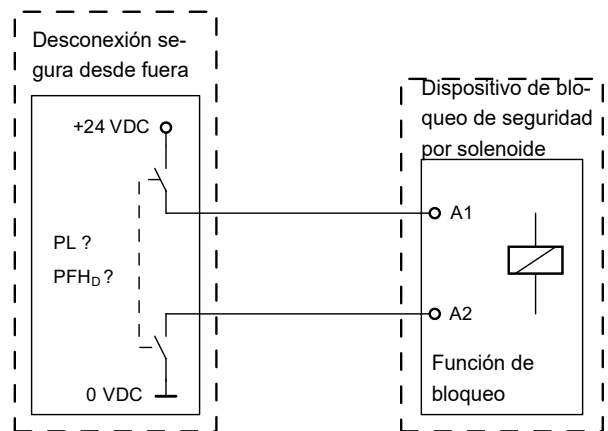 Desconexión se-
gura desde fuera
+24 VDC
PL ?
PFHD ?
0 VDC
Dispositivo de blo-
queo de seguridad
por solenoide
A1
A2
Función de
bloqueo